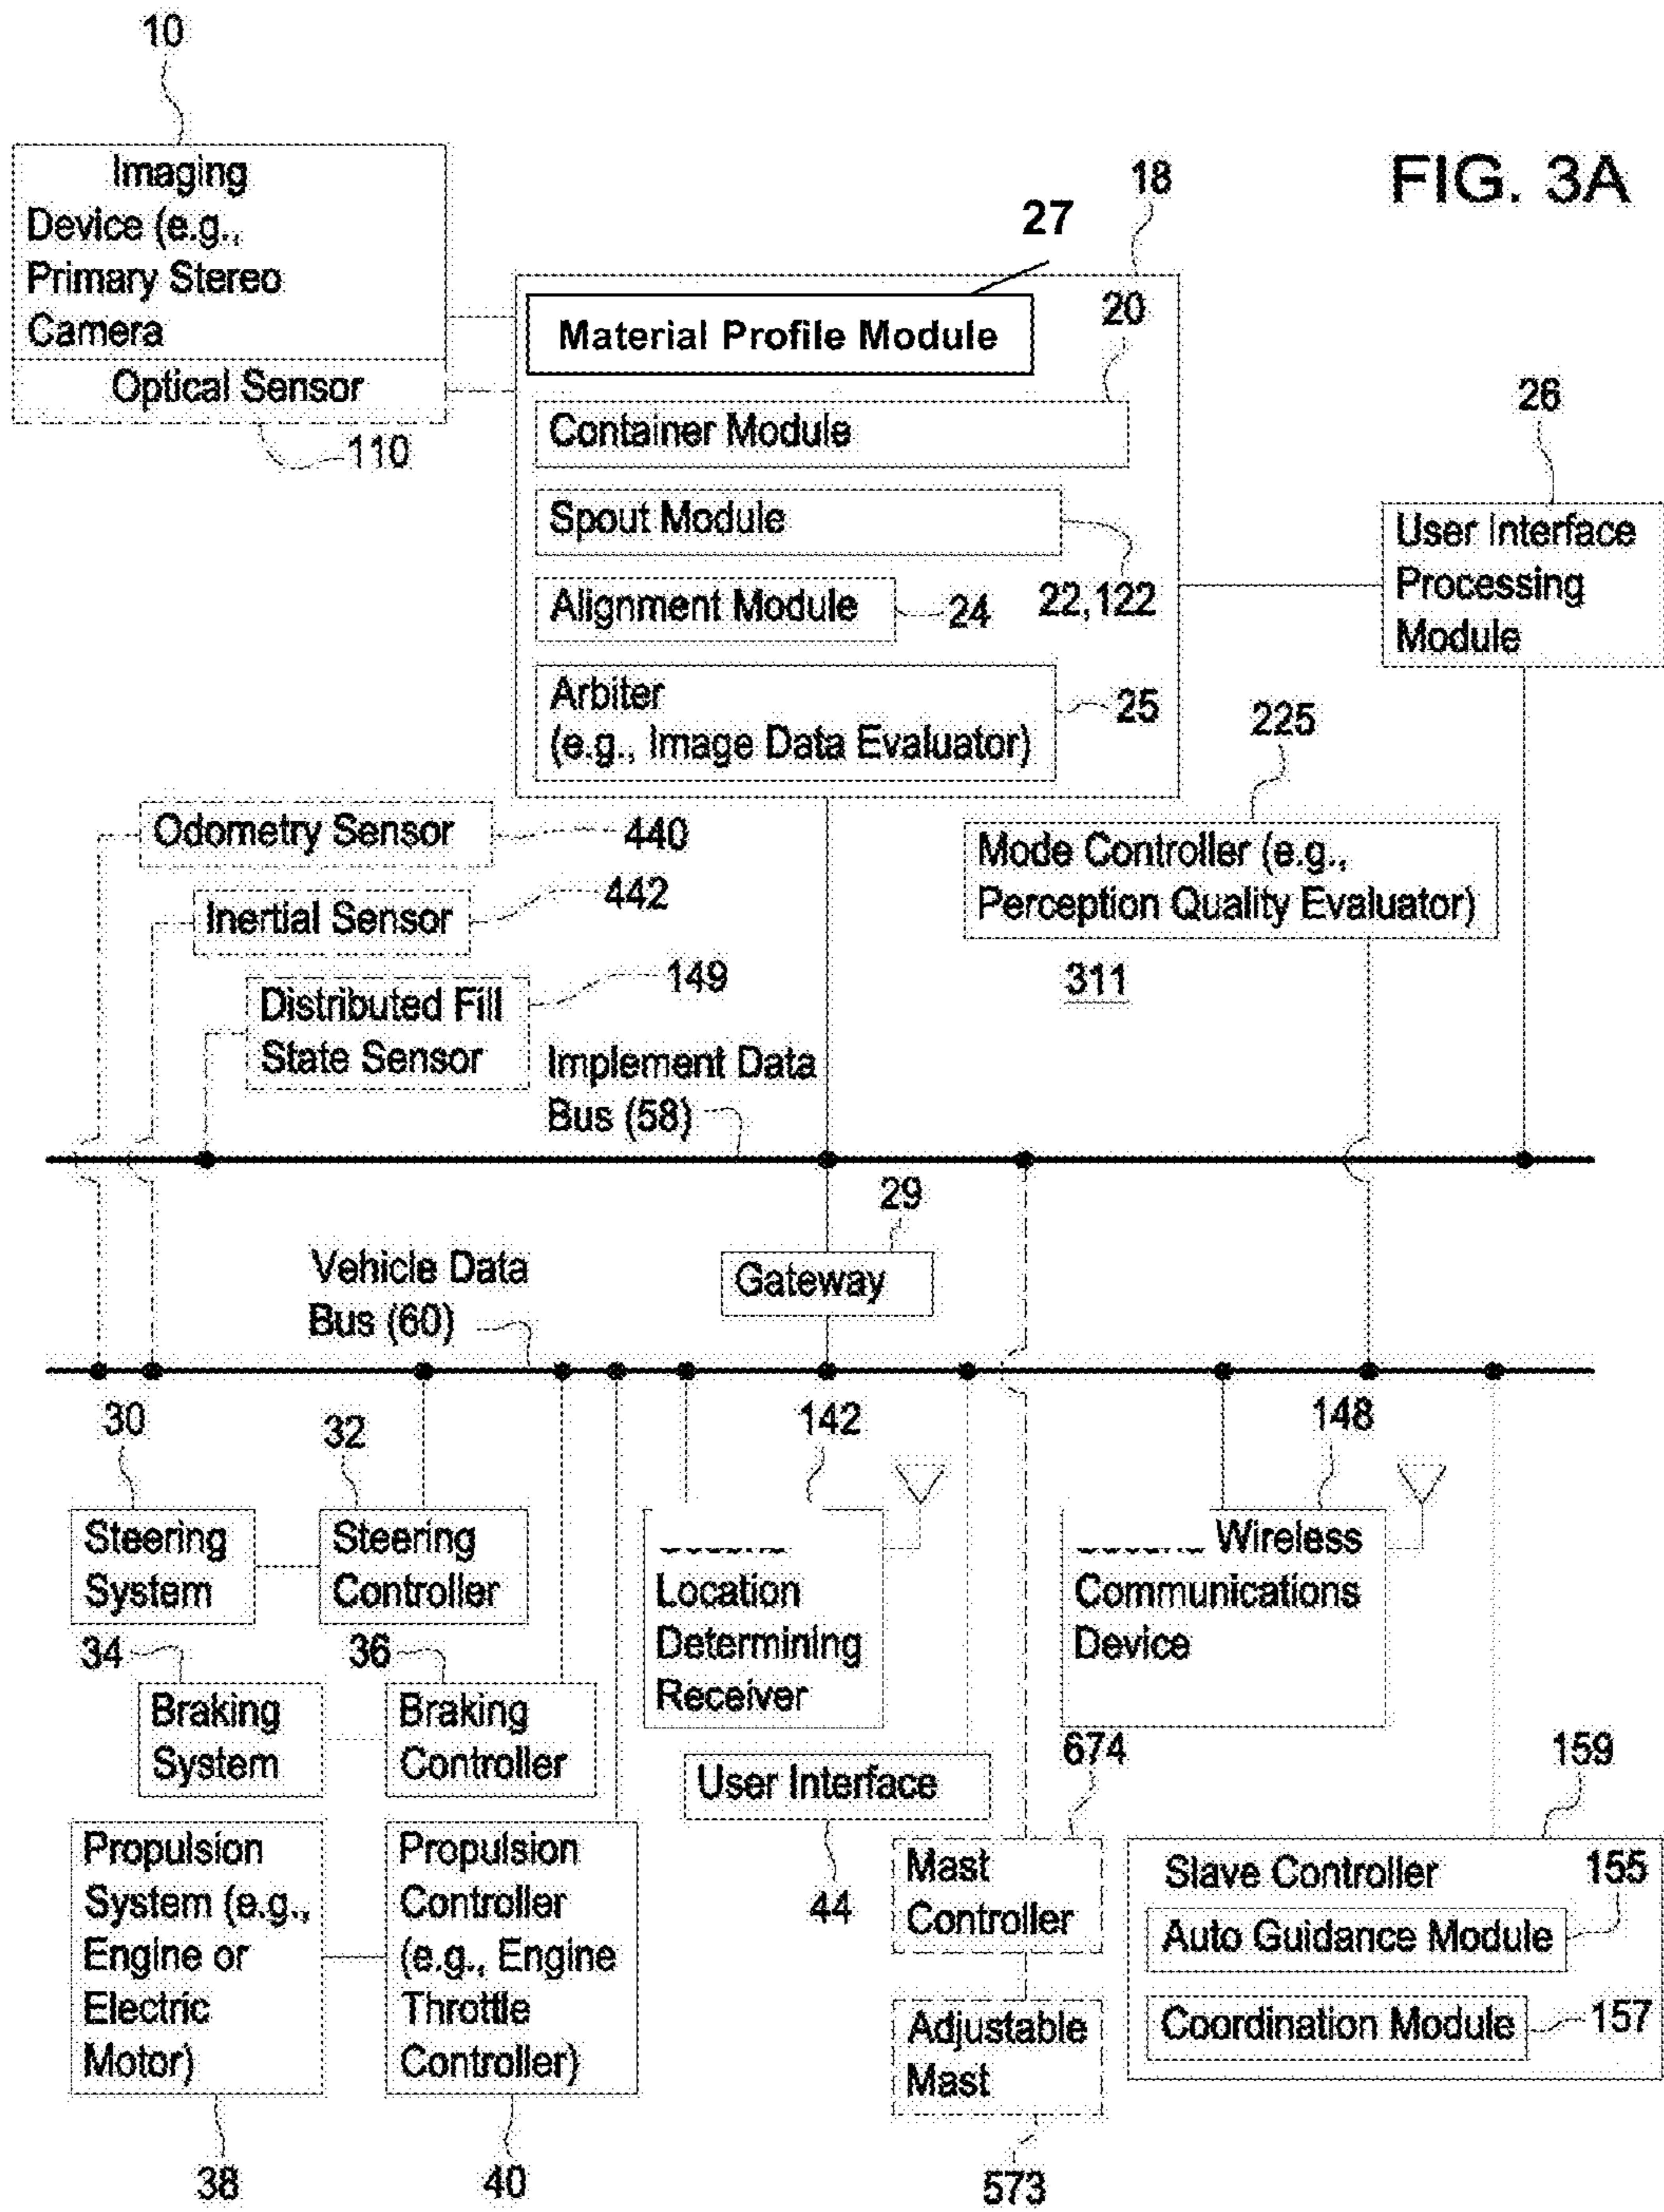 FIG. 3A
10
Imaging
Device (e.g.,
Primary Stereo
Camera
Optical Sensor
110
18
27
20
Material Profile Module
Container Module
Spout Module
22,122
Alignment Module
24
Arbiter
(e.g., Image Data Evaluator)
25
26
User Interface
Processing
Module
225
Mode Controller (e.g.,
Perception Quality Evaluator)
311
Odometry Sensor
440
Inertial Sensor
442
Distributed Fill
State Sensor
149
Implement Data
Bus (58)
29
Gateway
Vehicle Data
Bus (60)
30
Steering
System
32
Steering
Controller
142
Location
Determining
Receiver
148
Wireless
Communications
Device
34
Braking
System
36
Braking
Controller
User Interface
44
674
Mast
Controller
Adjustable
Mast
573
159
Slave Controller
155
Auto Guidance Module
Coordination Module
157
Propulsion
System (e.g.,
Engine or
Electric
Motor)
38
Propulsion
Controller
(e.g., Engine
Throttle
Controller)
40